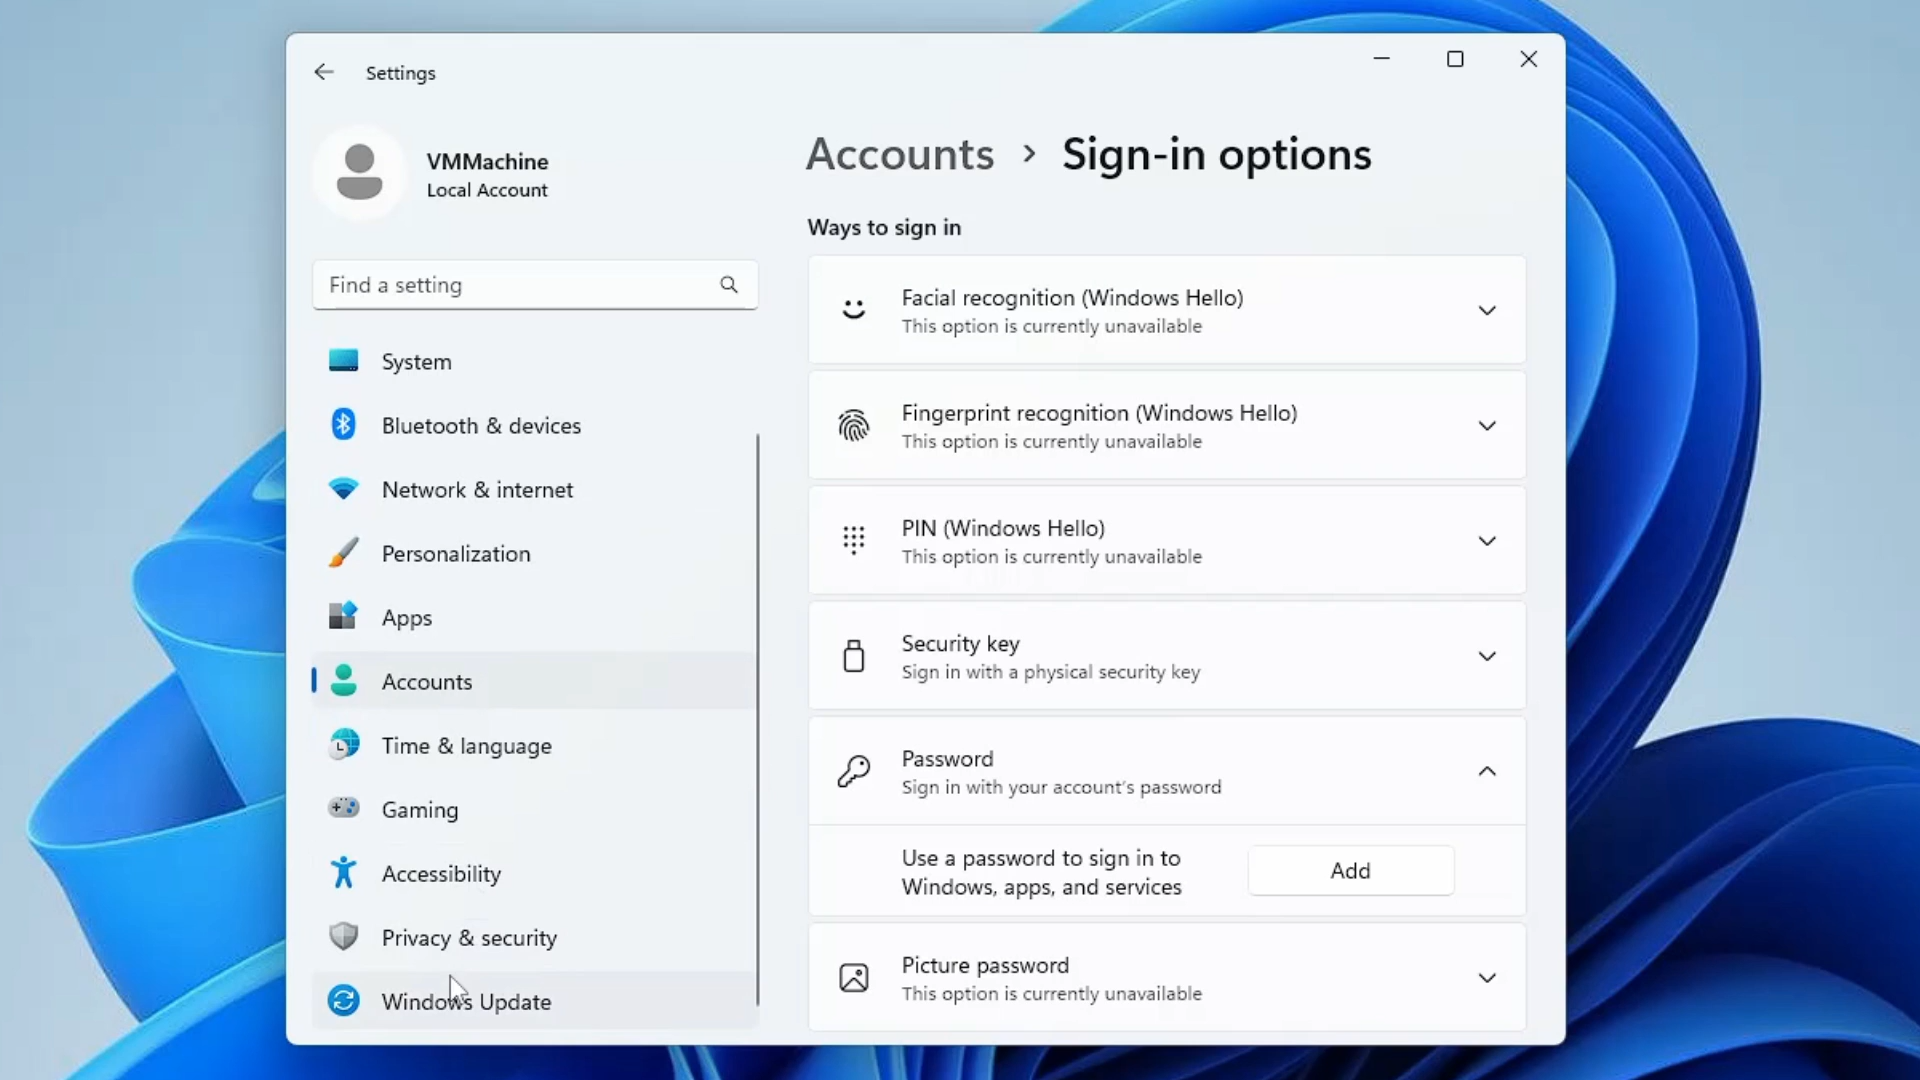 Settings
VMMachine
Local Account
Find a setting
System
Bluetooth & devices
Network & internet
Personalization
Apps
Accounts
Time & language
Gaming
Accessibility
Privacy & security
Windows Update
Accounts > Sign-in options
Ways to sign in
Facial recognition (Windows Hello)
This option is currently unavailable
Fingerprint recognition (Windows Hello)
This option is currently unavailable
PIN (Windows Hello)
This option is currently unavailable
Security key
Sign in with a physical security key
Password
Sign in with your account's password
Use a password to sign in to
Windows, apps, and services
Add
Picture password
This option is currently unavailable